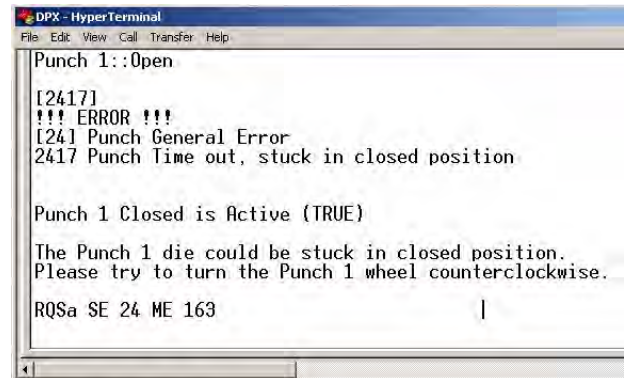 DPX - HyperTerminal
File Edit View Call Transfer Help
Punch 1::Open
[2417]
!!! ERROR !!!
[24] Punch General Error
2417 Punch Time out, stuck in closed position
Punch 1 Closed is Active (TRUE)
The Punch 1 die could be stuck in closed position.
Please try to turn the Punch 1 wheel counterclockwise.
RQSa SE 24 ME 163